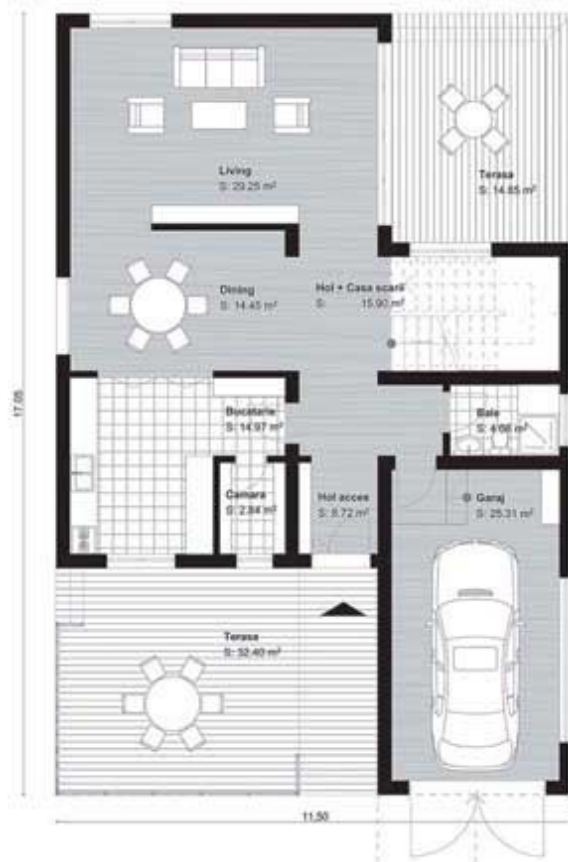 Living
S: 29.25 m²
Terasa
S: 14.85 m²
Dining
S: 14.45 m²
Hol + Casa scarii
S: 15.90 m²
17,05
Bucatarie
S: 14.97 m²
Baie
S: 4.66 m²
Camara
S: 2.84 m²
Hol acces
S: 8.72 m²
Garaj
S: 25.31 m²
Terasa
S: 32.40 m²
11,50